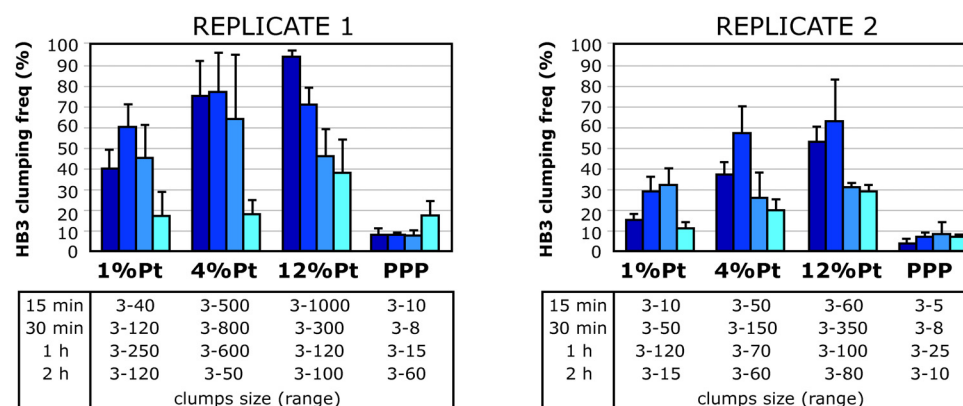 REPLICATE 1
HB3 clumping freq (%)
100
90
80
70
60
50
40
30
20
10
0
1%Pt 4%Pt 12%Pt PPP
15 min 3-40 3-500 3-1000 3-10
30 min 3-120 3-800 3-300 3-8
1 h 3-250 3-600 3-120 3-15
2 h 3-120 3-50 3-100 3-60
clumps size (range)
REPLICATE 2
HB3 clumping freq (%)
100
90
80
70
60
50
40
30
20
10
0
1%Pt 4%Pt 12%Pt PPP
15 min 3-10 3-50 3-60 3-5
30 min 3-50 3-150 3-350 3-8
1 h 3-120 3-70 3-100 3-25
2 h 3-15 3-60 3-80 3-10
clumps size (range)